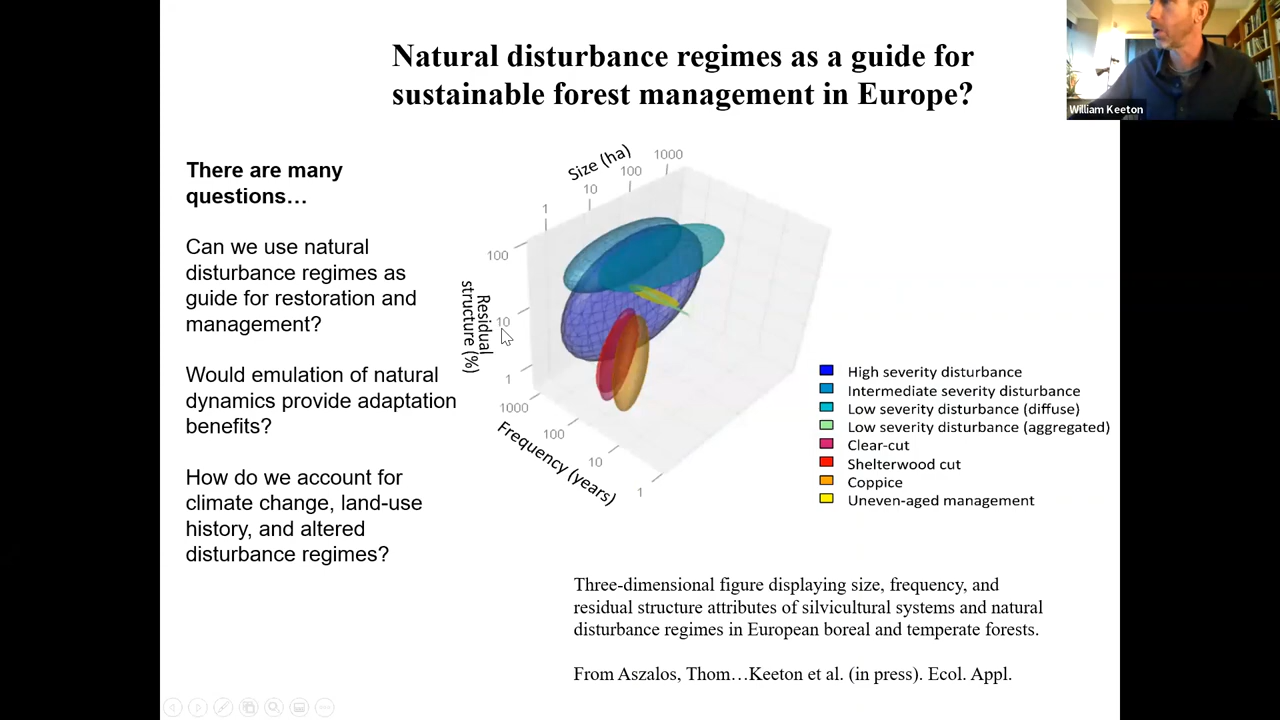 Natural disturbance regimes as a guide for
sustainable forest management in Europe?
William Keeton
There are many
questions…
Can we use natural
disturbance regimes as
guide for restoration and
management?
Would emulation of natural
dynamics provide adaptation
benefits?
How do we account for
climate change, land-use
history, and altered
disturbance regimes?
Size (ha)
1
10
100
1000
Residual
structure (%)
100
10
1
Frequency (years)
1000
100
10
1
High severity disturbance
Intermediate severity disturbance
Low severity disturbance (diffuse)
Low severity disturbance (aggregated)
Clear-cut
Shelterwood cut
Coppice
Uneven-aged management
Three-dimensional figure displaying size, frequency, and
residual structure attributes of silvicultural systems and natural
disturbance regimes in European boreal and temperate forests.
From Aszalos, Thom…Keeton et al. (in press). Ecol. Appl.